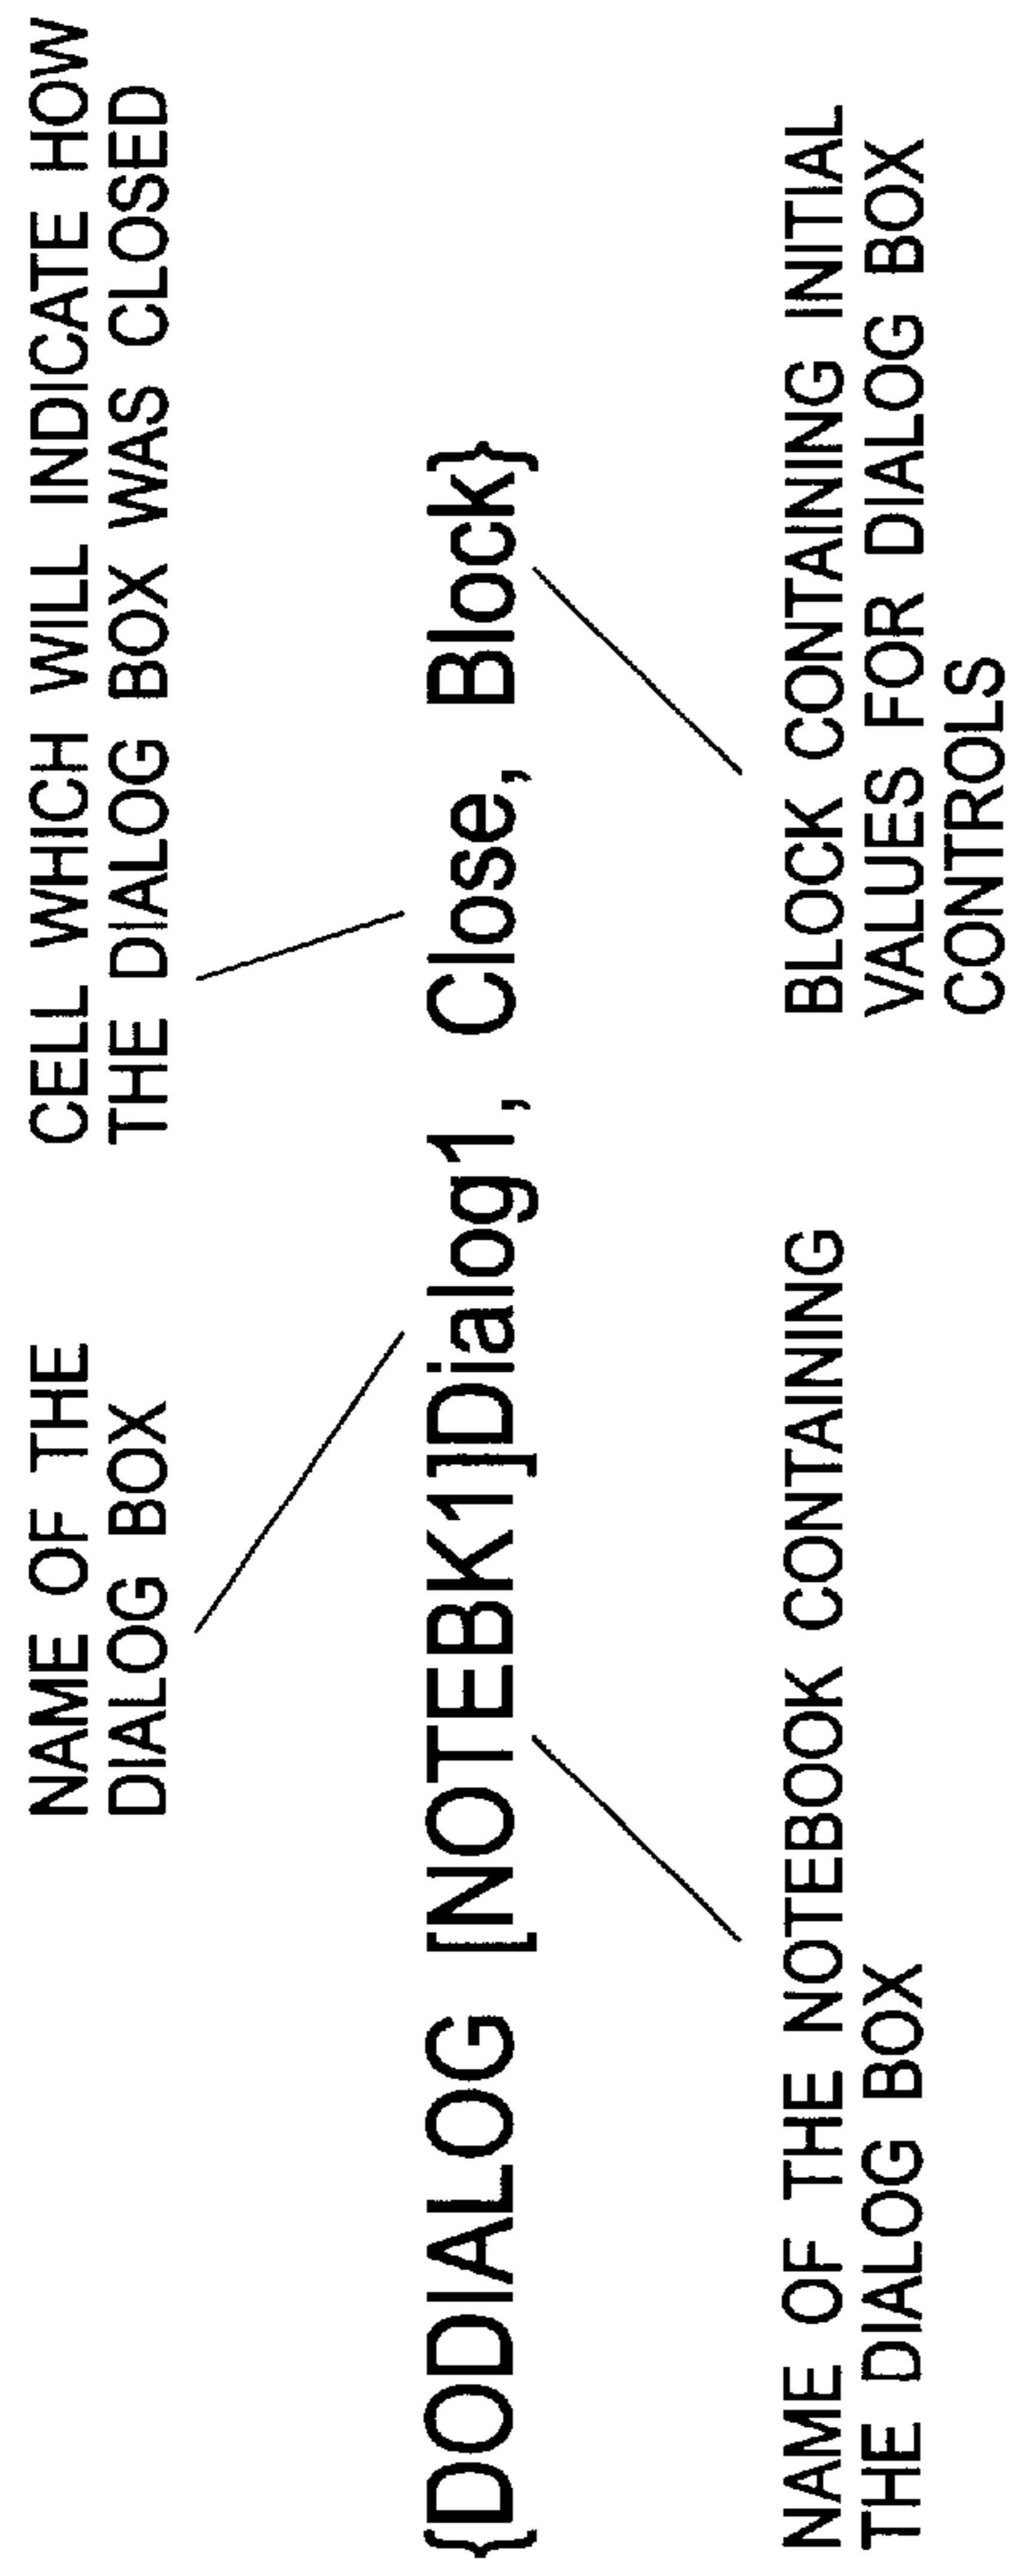 NAME OF THE
DIALOG BOX
CELL WHICH WILL INDICATE HOW
THE DIALOG BOX WAS CLOSED
{DODIALOG [NOTEBK1]Dialog1, Close, Block}
NAME OF THE NOTEBOOK CONTAINING
THE DIALOG BOX
BLOCK CONTAINING INITIAL
VALUES FOR DIALOG BOX
CONTROLS